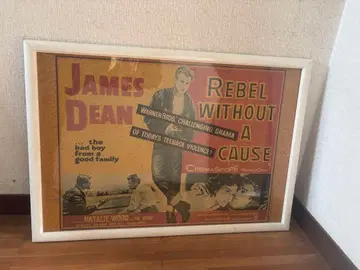 JAMES
DEAN
REBEL
WITHOUT
A
CAUSE
WARNER BROS. CHALLENGING DRAMA
OF TODAY'S TEENAGE VIOLENCE!
... the
bad boy
from a
good family
CINEMASCOPE
NATALIE WOOD